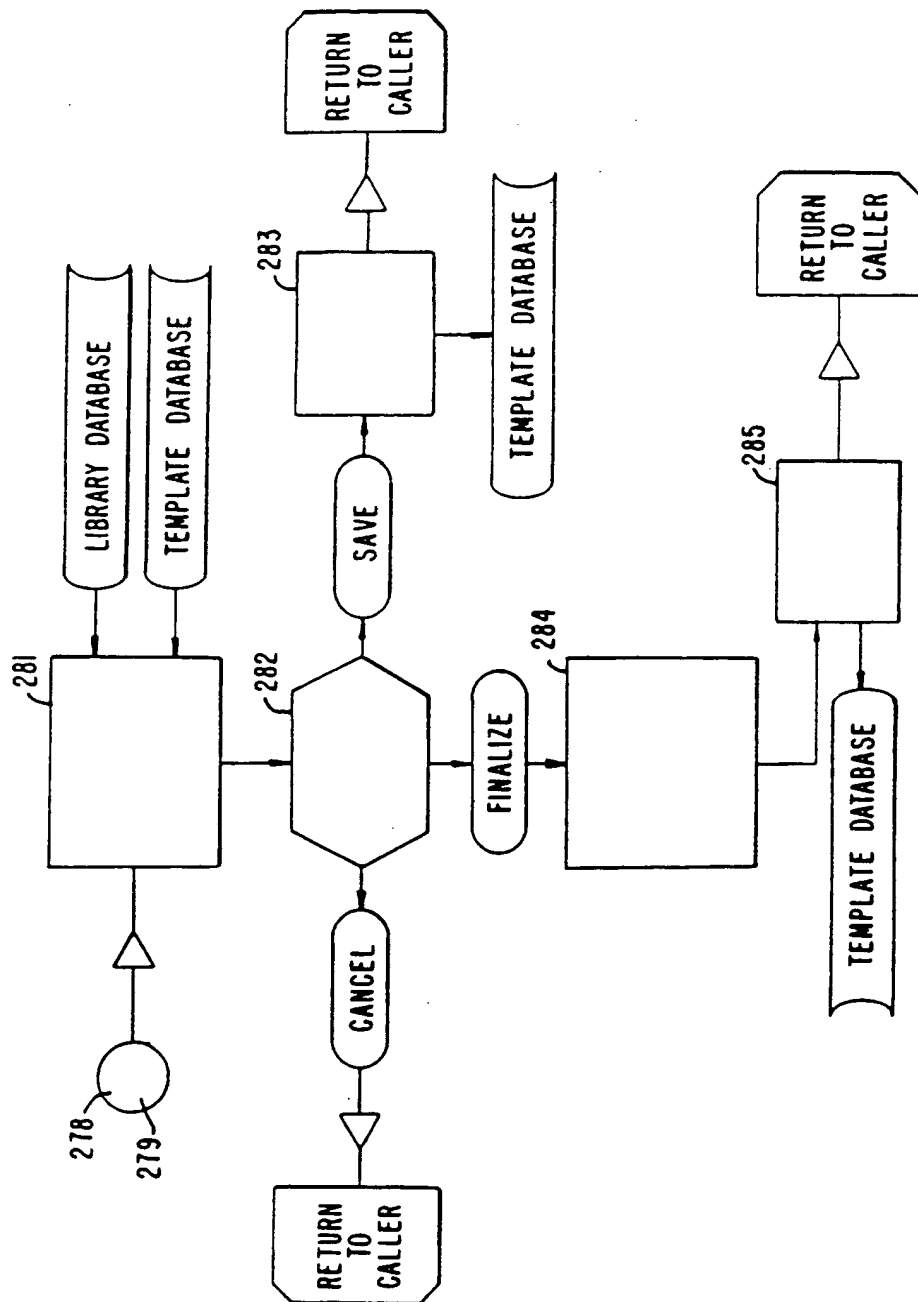 278
279
281
LIBRARY DATABASE
TEMPLATE DATABASE
282
CANCEL
RETURN
TO
CALLER
SAVE
283
RETURN
TO
CALLER
TEMPLATE DATABASE
FINALIZE
284
285
RETURN
TO
CALLER
TEMPLATE DATABASE